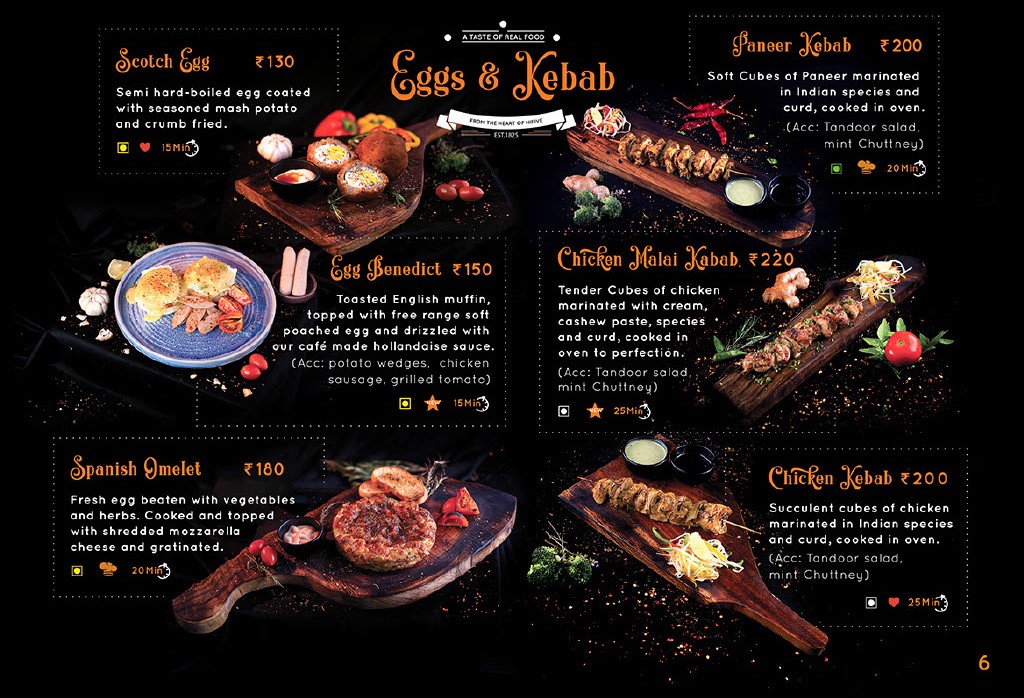 A TASTE OF REAL FOOD
Eggs & Kebab
FROM THE HEART OF
EST.1825
Scotch Egg ₹130
Semi hard-boiled egg coated
with seasoned mash potato
and crumb fried.
15Min
Egg Benedict ₹150
Toasted English muffin,
topped with free range soft
poached egg and drizzled with
our café made hollandaise sauce.
(Acc: potato wedges, chicken
sausage, grilled tomato)
NEW 15Min
Spanish Omelet ₹180
Fresh egg beaten with vegetables
and herbs. Cooked and topped
with shredded mozzarella
cheese and gratinated.
20Min
Paneer Kebab ₹200
Soft Cubes of Paneer marinated
in Indian species and
curd, cooked in oven.
(Acc: Tandoor salad,
mint Chuttney)
20Min
Chicken Malai Kabab. ₹220
Tender Cubes of chicken
marinated with cream,
cashew paste, species
and curd, cooked in
oven to perfection.
(Acc: Tandoor salad,
mint Chuttney)
NEW 25Min
Chicken Kebab ₹200
Succulent cubes of chicken
marinated in Indian species
and curd, cooked in oven.
(Acc: Tandoor salad,
mint Chuttney)
25Min
6